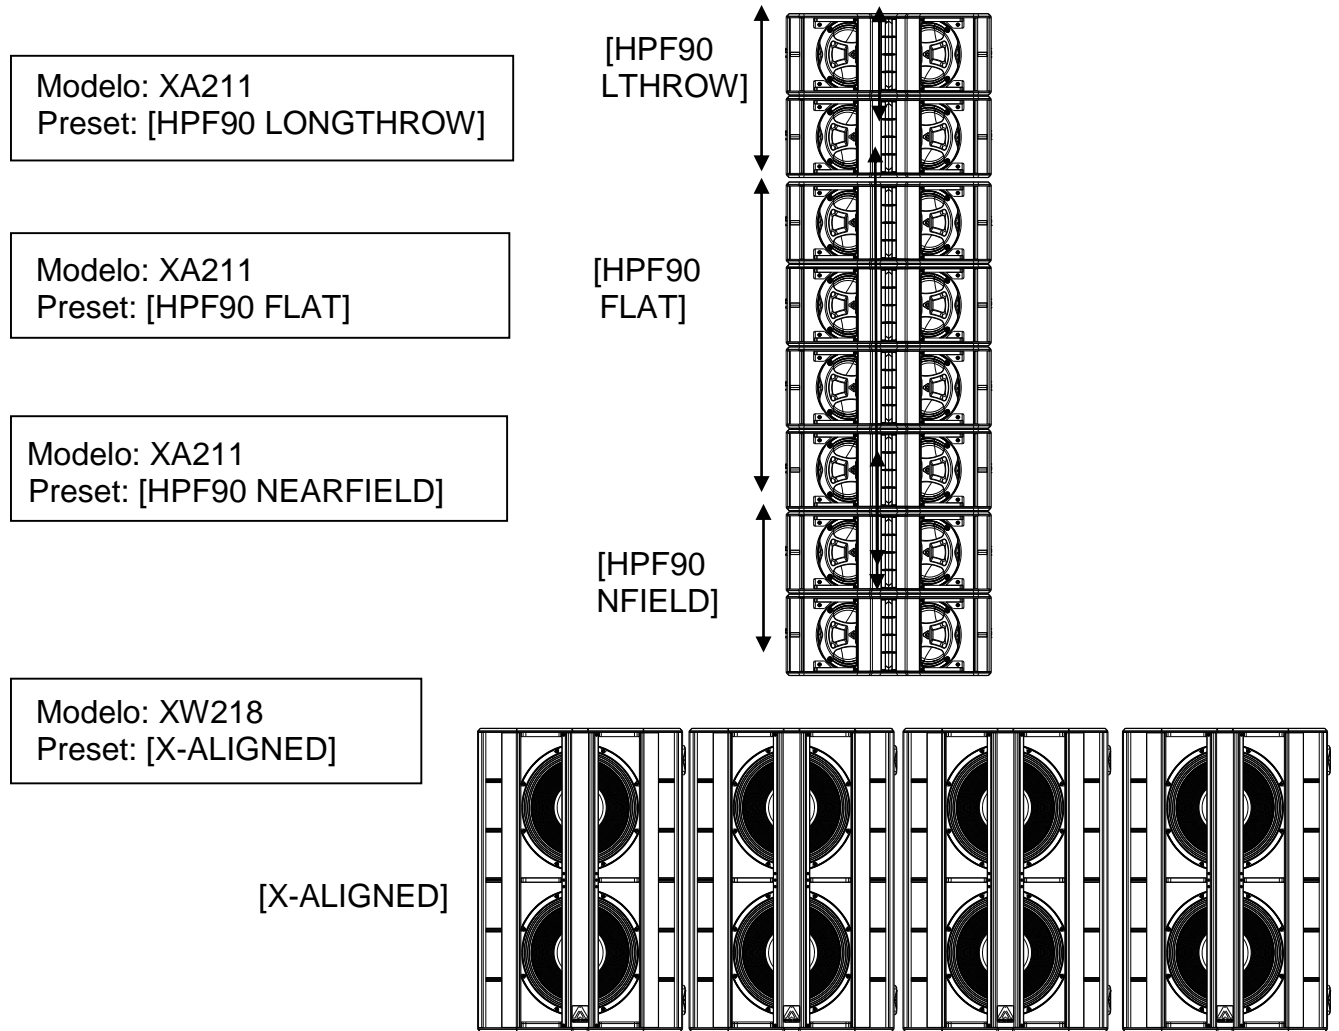 Modelo: XA211
Preset: [HPF90 LONGTHROW]
[HPF90
LTHROW]
Modelo: XA211
Preset: [HPF90 FLAT]
[HPF90
FLAT]
Modelo: XA211
Preset: [HPF90 NEARFIELD]
[HPF90
NFIELD]
Modelo: XW218
Preset: [X-ALIGNED]
[X-ALIGNED]